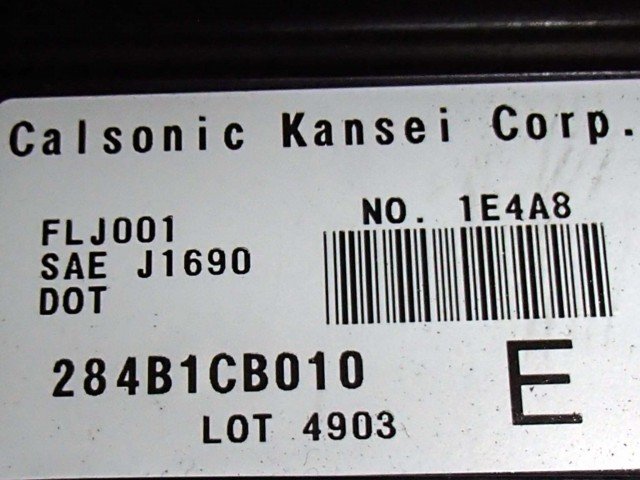 Calsonic Kansei Corp.
NO. 1E4A8
FLJ001
SAE J1690
DOT
284B1CB010
E
LOT 4903